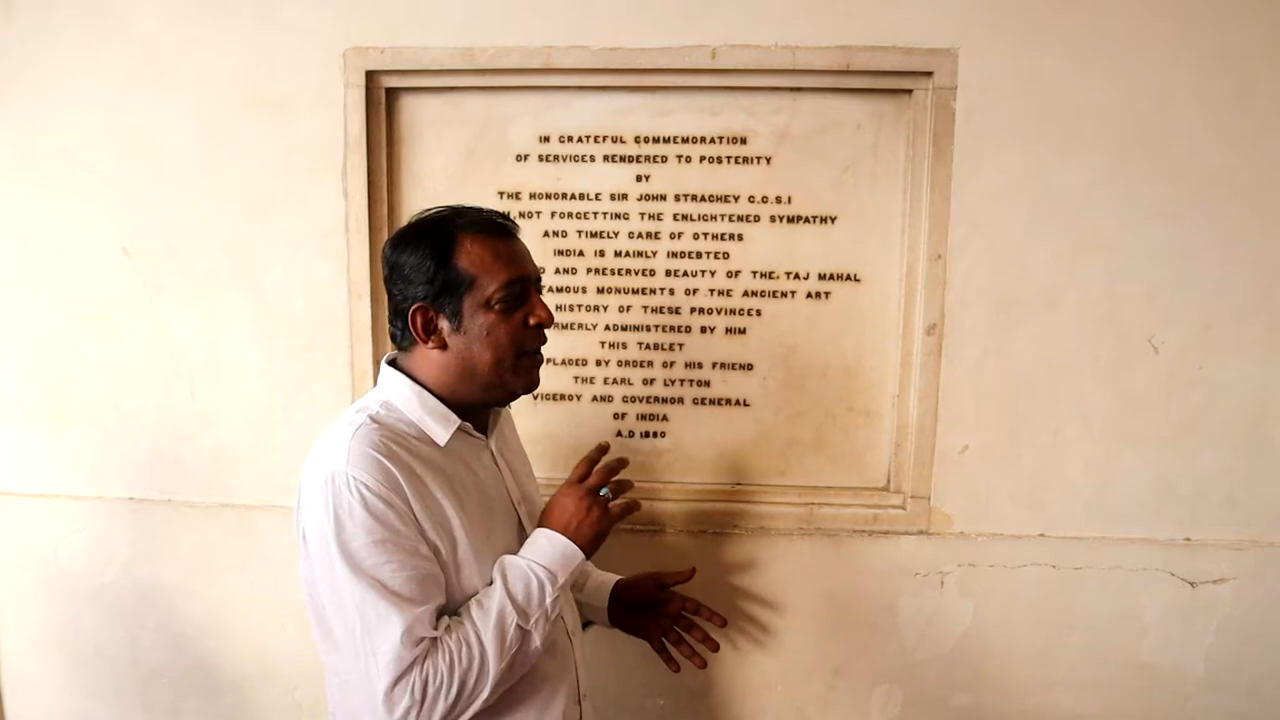 IN GRATEFUL COMMEMORATION
OF SERVICES RENDERED TO POSTERITY
BY
THE HONORABLE SIR JOHN STRACHEY G.C.S.I
NOT FORGETTING THE ENLIGHTENED SYMPATHY
AND TIMELY CARE OF OTHERS
INDIA IS MAINLY INDEBTED
AND PRESERVED BEAUTY OF THE TAJ MAHAL
FAMOUS MONUMENTS OF THE ANCIENT ART
HISTORY OF THESE PROVINCES
ADMINISTERED BY HIM
THIS TABLET
PLACED BY ORDER OF HIS FRIEND
THE EARL OF LYTTON
VICEROY AND GOVERNOR GENERAL
OF INDIA
A.D 1880